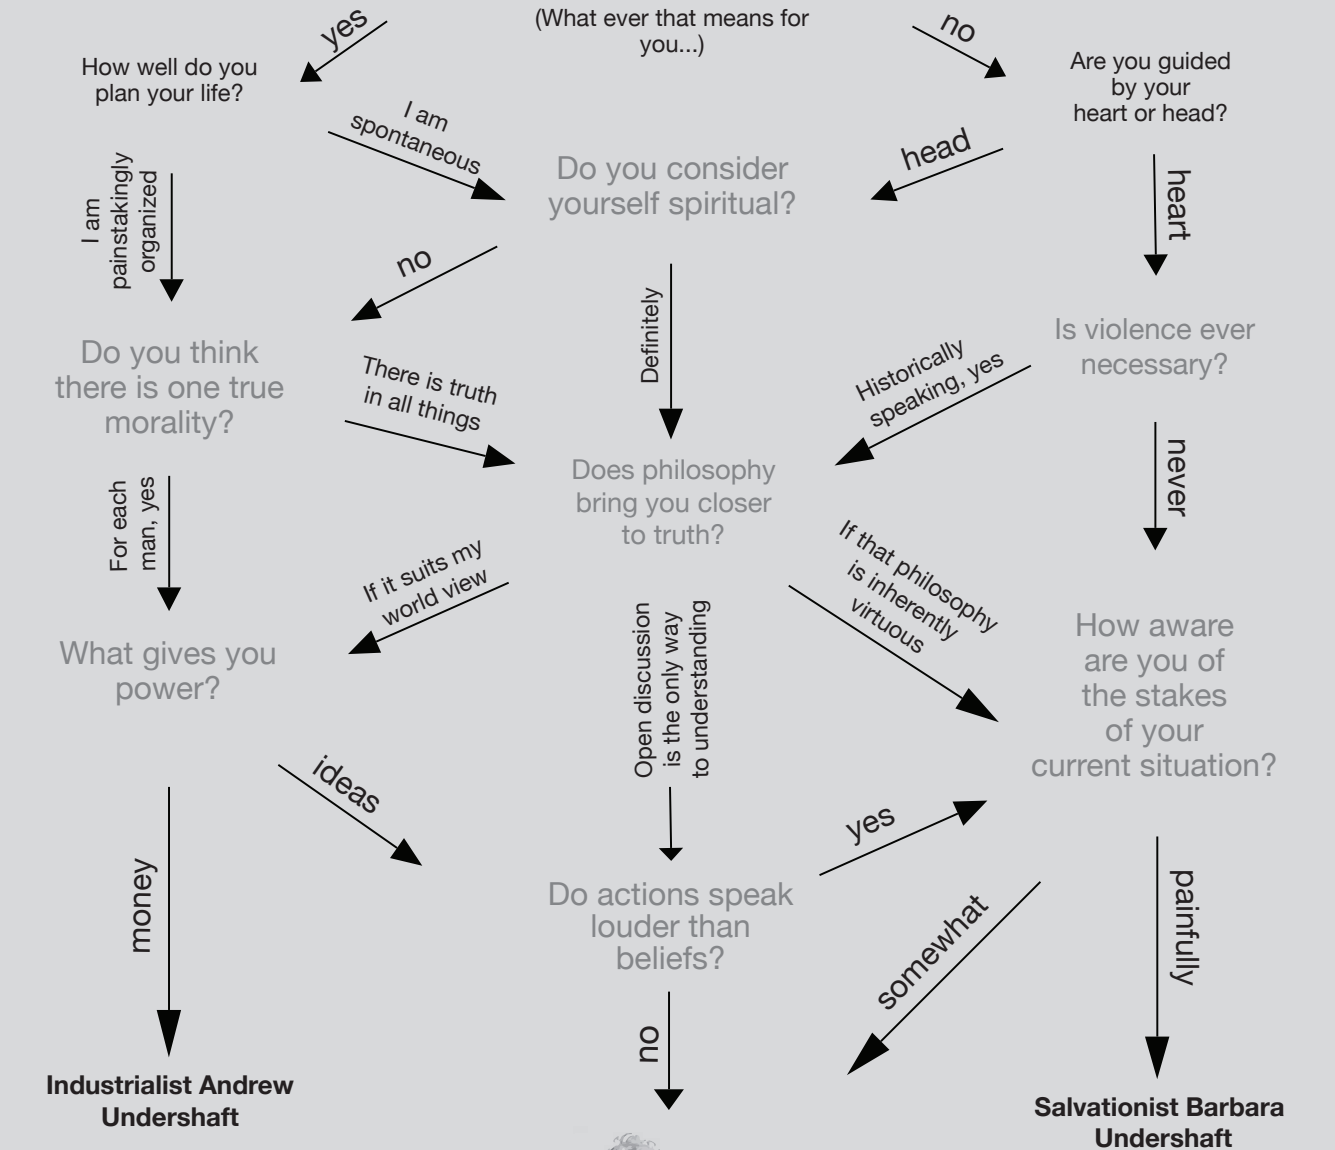 (What ever that means for
you...)
yes
no
How well do you
plan your life?
Are you guided
by your
heart or head?
I am
spontaneous
head
Do you consider
yourself spiritual?
I am
painstakingly
organized
heart
no
Definitely
Is violence ever
necessary?
Do you think
there is one true
morality?
There is truth
in all things
Historically
speaking, yes
never
Does philosophy
bring you closer
to truth?
For each
man, yes
If it suits my
world view
If that philosophy
is inherently
virtuous
Open discussion
is the only way
to understanding
What gives you
power?
How aware
are you of
the stakes
of your
current situation?
ideas
yes
money
Do actions speak
louder than
beliefs?
somewhat
painfully
no
Industrialist Andrew
Undershaft
Salvationist Barbara
Undershaft